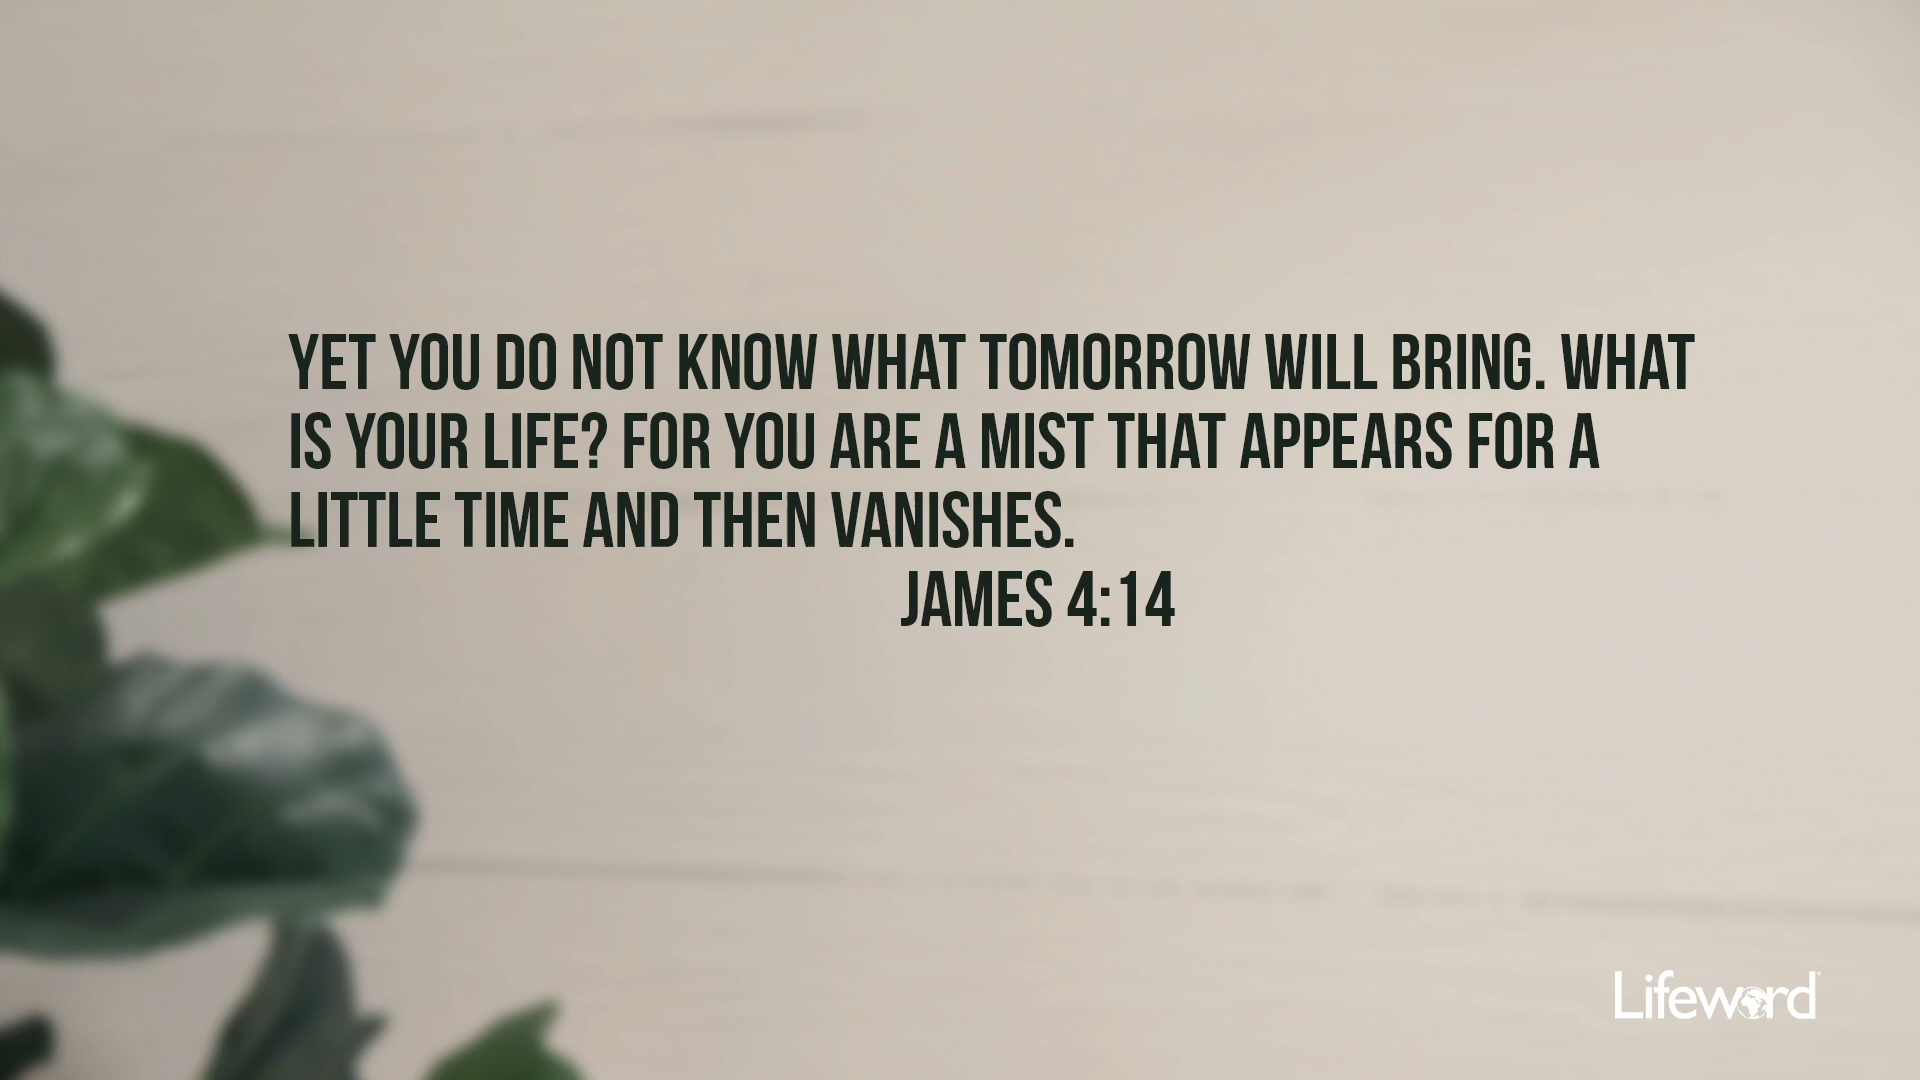 YET YOU DO NOT KNOW WHAT TOMORROW WILL BRING. WHAT
IS YOUR LIFE? FOR YOU ARE A MIST THAT APPEARS FOR A
LITTLE TIME AND THEN VANISHES.
JAMES 4:14
Lifeword